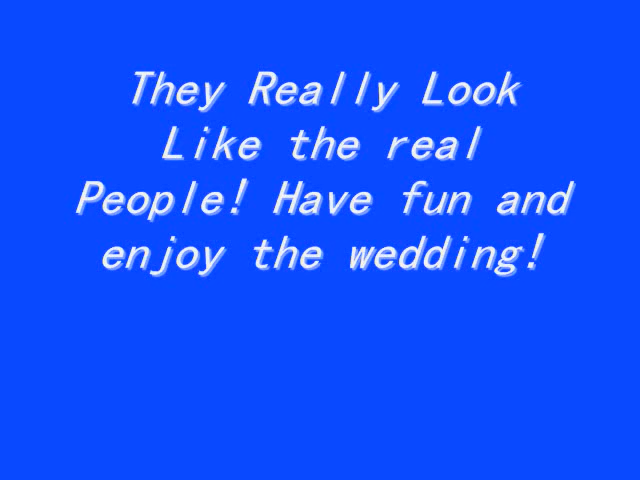 They Really Look
Like the real
People! Have fun and
enjoy the wedding!